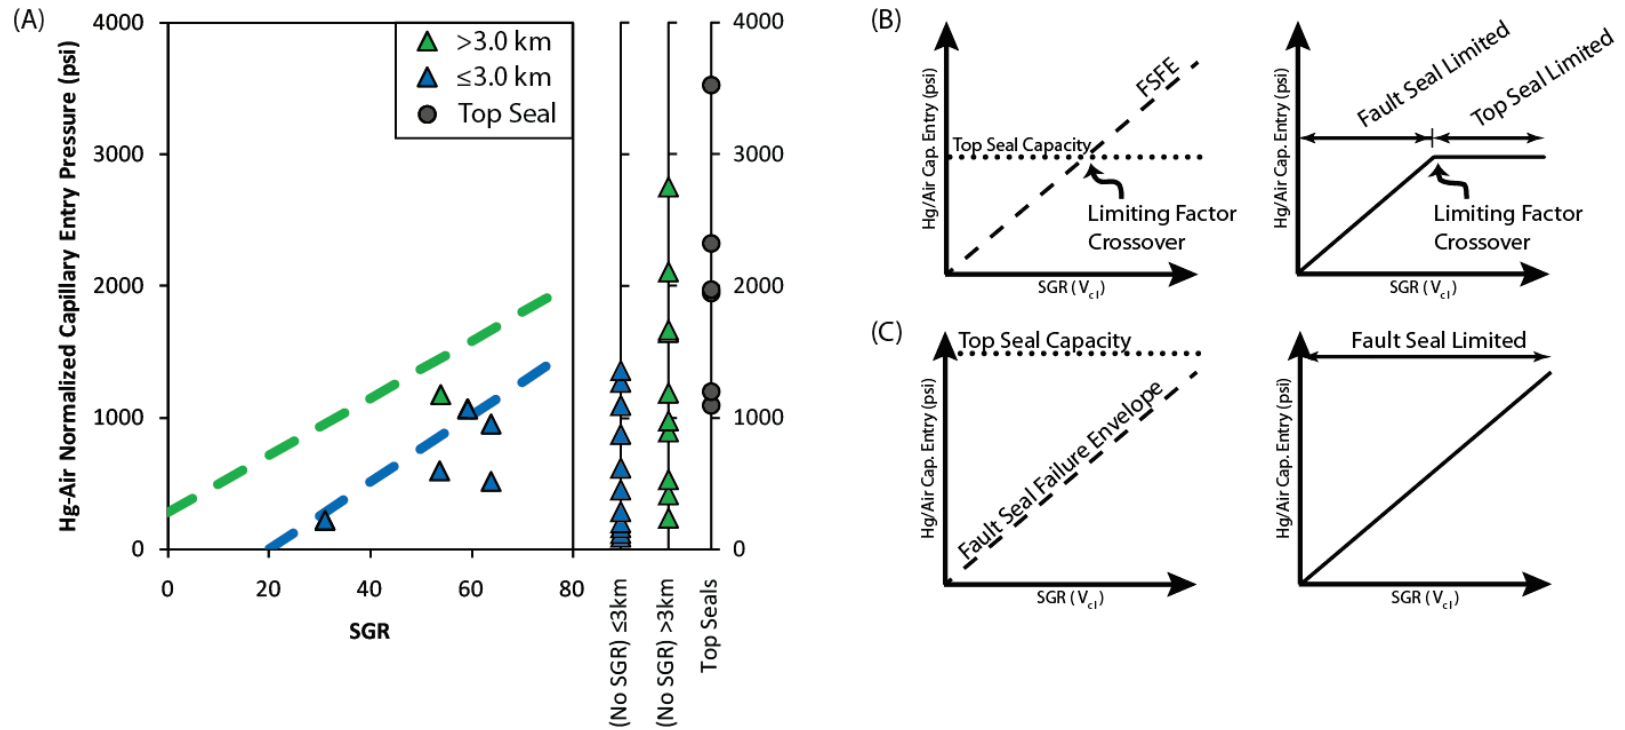 (A)
Hg-Air Normalized Capillary Entry Pressure (psi)
4000
3000
2000
1000
0
0
20
40
60
80
SGR
>3.0 km
≤3.0 km
Top Seal
4000
3000
2000
1000
0
(No SGR) ≤3km
(No SGR) >3km
Top Seals
(B)
Hg/Air Cap. Entry (psi)
FSFE
Top Seal Capacity
Limiting Factor
Crossover
SGR (Vcl)
Hg/Air Cap. Entry (psi)
Fault Seal Limited
Top Seal Limited
Limiting Factor
Crossover
SGR (Vcl)
(C)
Hg/Air Cap. Entry (psi)
Top Seal Capacity
Fault Seal Failure Envelope
SGR (Vcl)
Hg/Air Cap. Entry (psi)
Fault Seal Limited
SGR (Vcl)